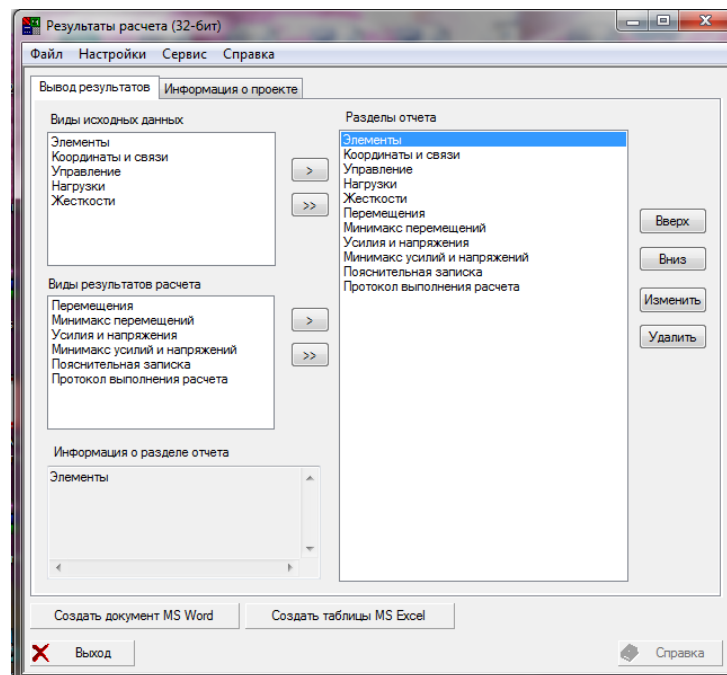 Результаты расчета (32-бит)
Файл Настройки Сервис Справка
Вывод результатов Информация о проекте
Виды исходных данных
Элементы
Координаты и связи
Управление
Нагрузки
Жесткости
>
>>
Виды результатов расчета
Перемещения
Минимакс перемещений
Усилия и напряжения
Минимакс усилий и напряжений
Пояснительная записка
Протокол выполнения расчета
>
>>
Информация о разделе отчета
Элементы
Разделы отчета
Элементы
Координаты и связи
Управление
Нагрузки
Жесткости
Перемещения
Минимакс перемещений
Усилия и напряжения
Минимакс усилий и напряжений
Пояснительная записка
Протокол выполнения расчета
Вверх
Вниз
Изменить
Удалить
Создать документ MS Word Создать таблицы MS Excel
Выход Справка